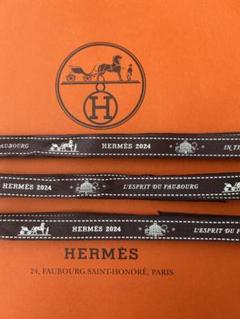 H
FAUBOURG HERMÈS 2024 IN T
HERMÈS 2024 L'ESPRIT DU FAUBOURG
HERMÈS 2024 L'ESPRIT DU F
HERMÈS
24, FAUBOURG SAINT-HONORÉ, PARIS